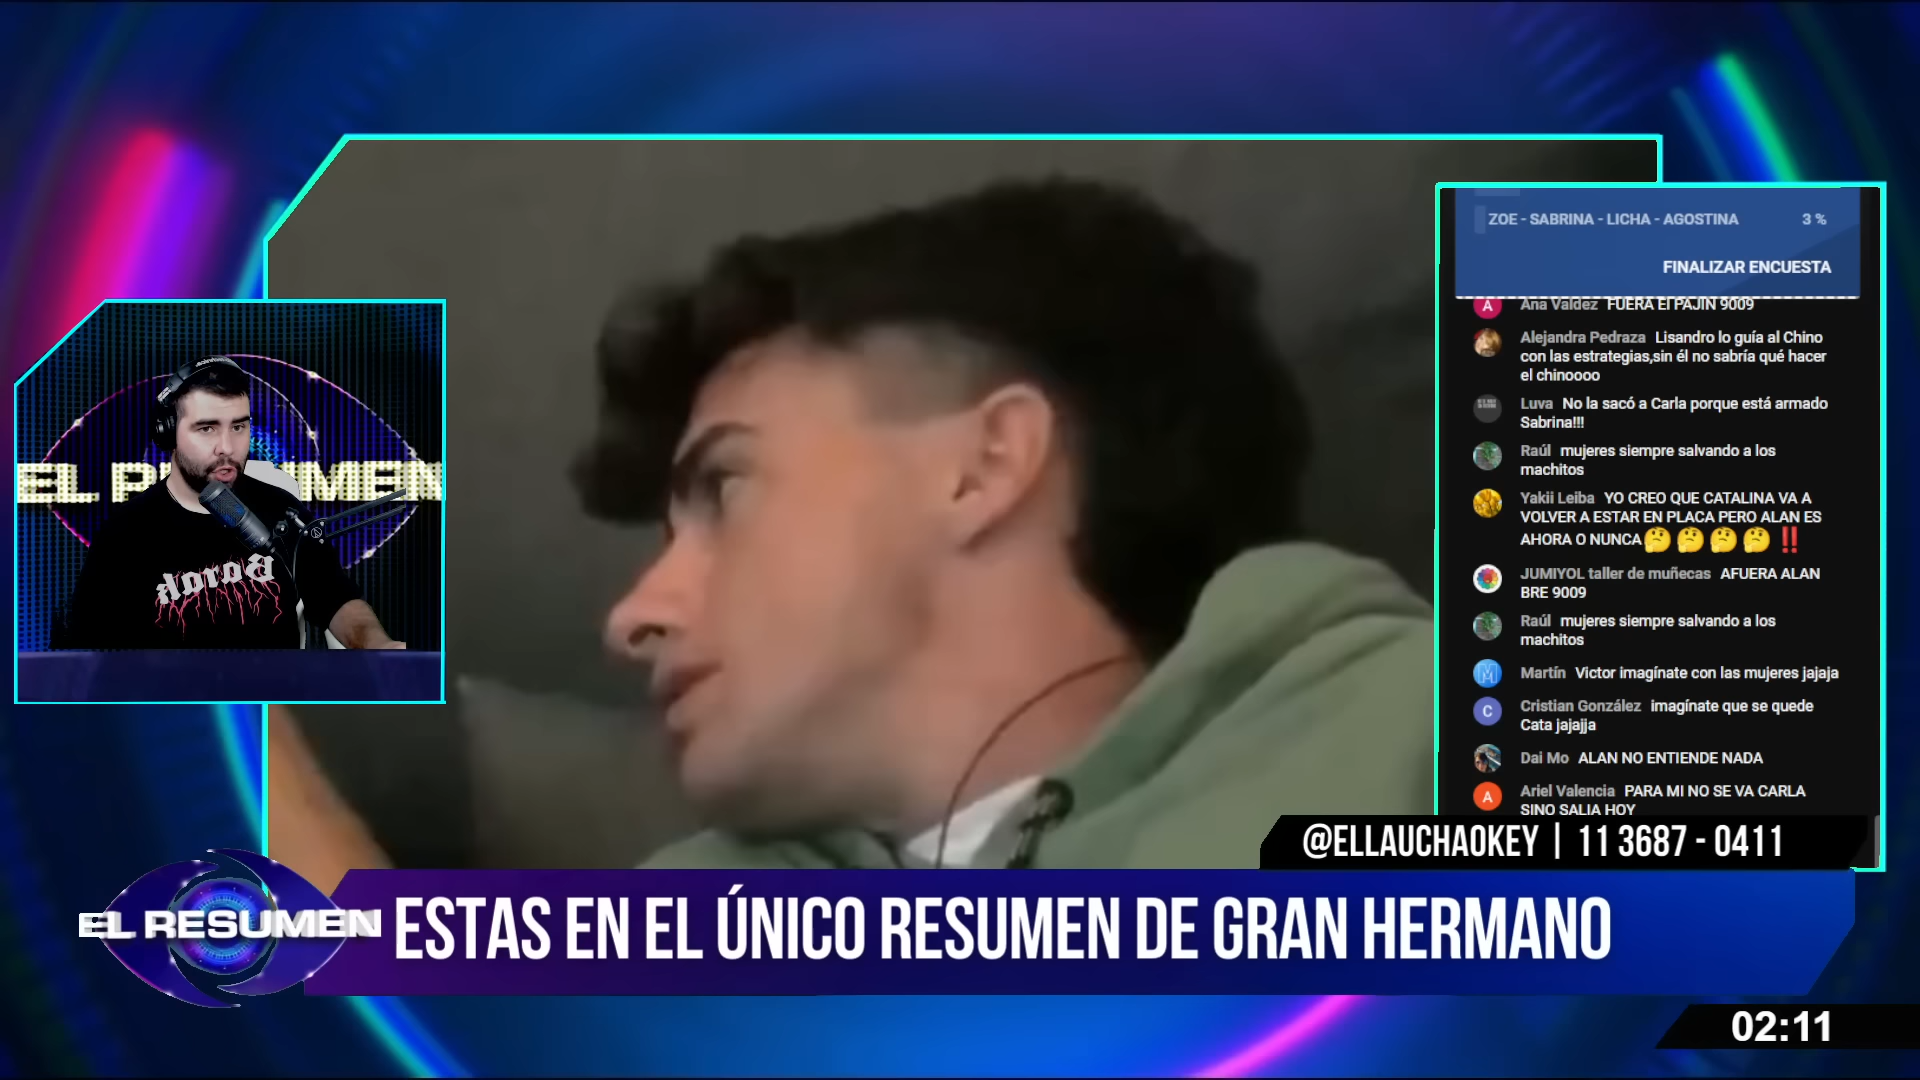 ZOE - SABRINA - LICHA - AGOSTINA 3 %
FINALIZAR ENCUESTA
Ana Valdez FUERA El PAJIN 9009
Alejandra Pedraza Lisandro lo guía al Chino
con las estrategias,sin él no sabría qué hacer
el chinoooo
Luva No la sacó a Carla porque está armado
Sabrina!!!
Raúl mujeres siempre salvando a los
machitos
Yakii Leiba YO CREO QUE CATALINA VA A
VOLVER A ESTAR EN PLACA PERO ALAN ES
AHORA O NUNCA🤔🤔🤔🤔‼️
JUMIYOL taller de muñecas AFUERA ALAN
BRE 9009
Raúl mujeres siempre salvando a los
machitos
Martín Victor imagínate con las mujeres jajaja
Cristian González imagínate que se quede
Cata jajajja
Dai Mo ALAN NO ENTIENDE NADA
Ariel Valencia PARA MI NO SE VA CARLA
SINO SALIA HOY
@ELLAUCHAOKEY | 11 3687 - 0411
EL RESUMEN
ESTAS EN EL ÚNICO RESUMEN DE GRAN HERMANO
02:11